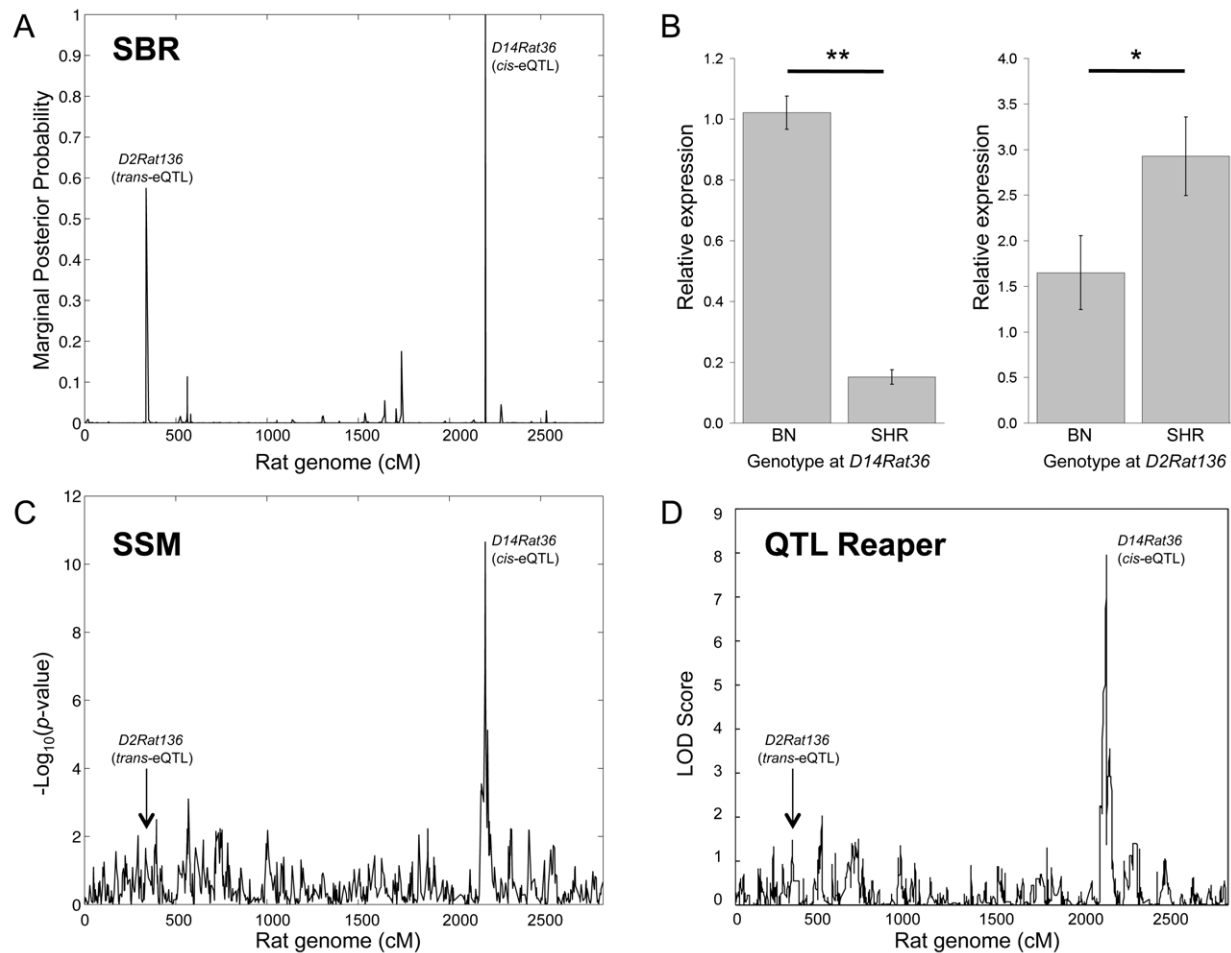 A
SBR
D14Rat36
(cis-eQTL)
D2Rat136
(trans-eQTL)
Marginal Posterior Probability
1
0.9
0.8
0.7
0.6
0.5
0.4
0.3
0.2
0.1
0
0 500 1000 1500 2000 2500
Rat genome (cM)
B
**
Relative expression
1.2
1.0
0.8
0.6
0.4
0.2
0.0
BN SHR
Genotype at D14Rat36
*
Relative expression
4.0
3.5
3.0
2.5
2.0
1.5
1.0
0.5
0.0
BN SHR
Genotype at D2Rat136
C
SSM
D14Rat36
(cis-eQTL)
D2Rat136
(trans-eQTL)
-Log10(p-value)
12
10
8
6
4
2
0
0 500 1000 1500 2000 2500
Rat genome (cM)
D
QTL Reaper
D14Rat36
(cis-eQTL)
D2Rat136
(trans-eQTL)
LOD Score
9
8
7
6
5
4
3
2
1
0
0 500 1000 1500 2000 2500
Rat genome (cM)